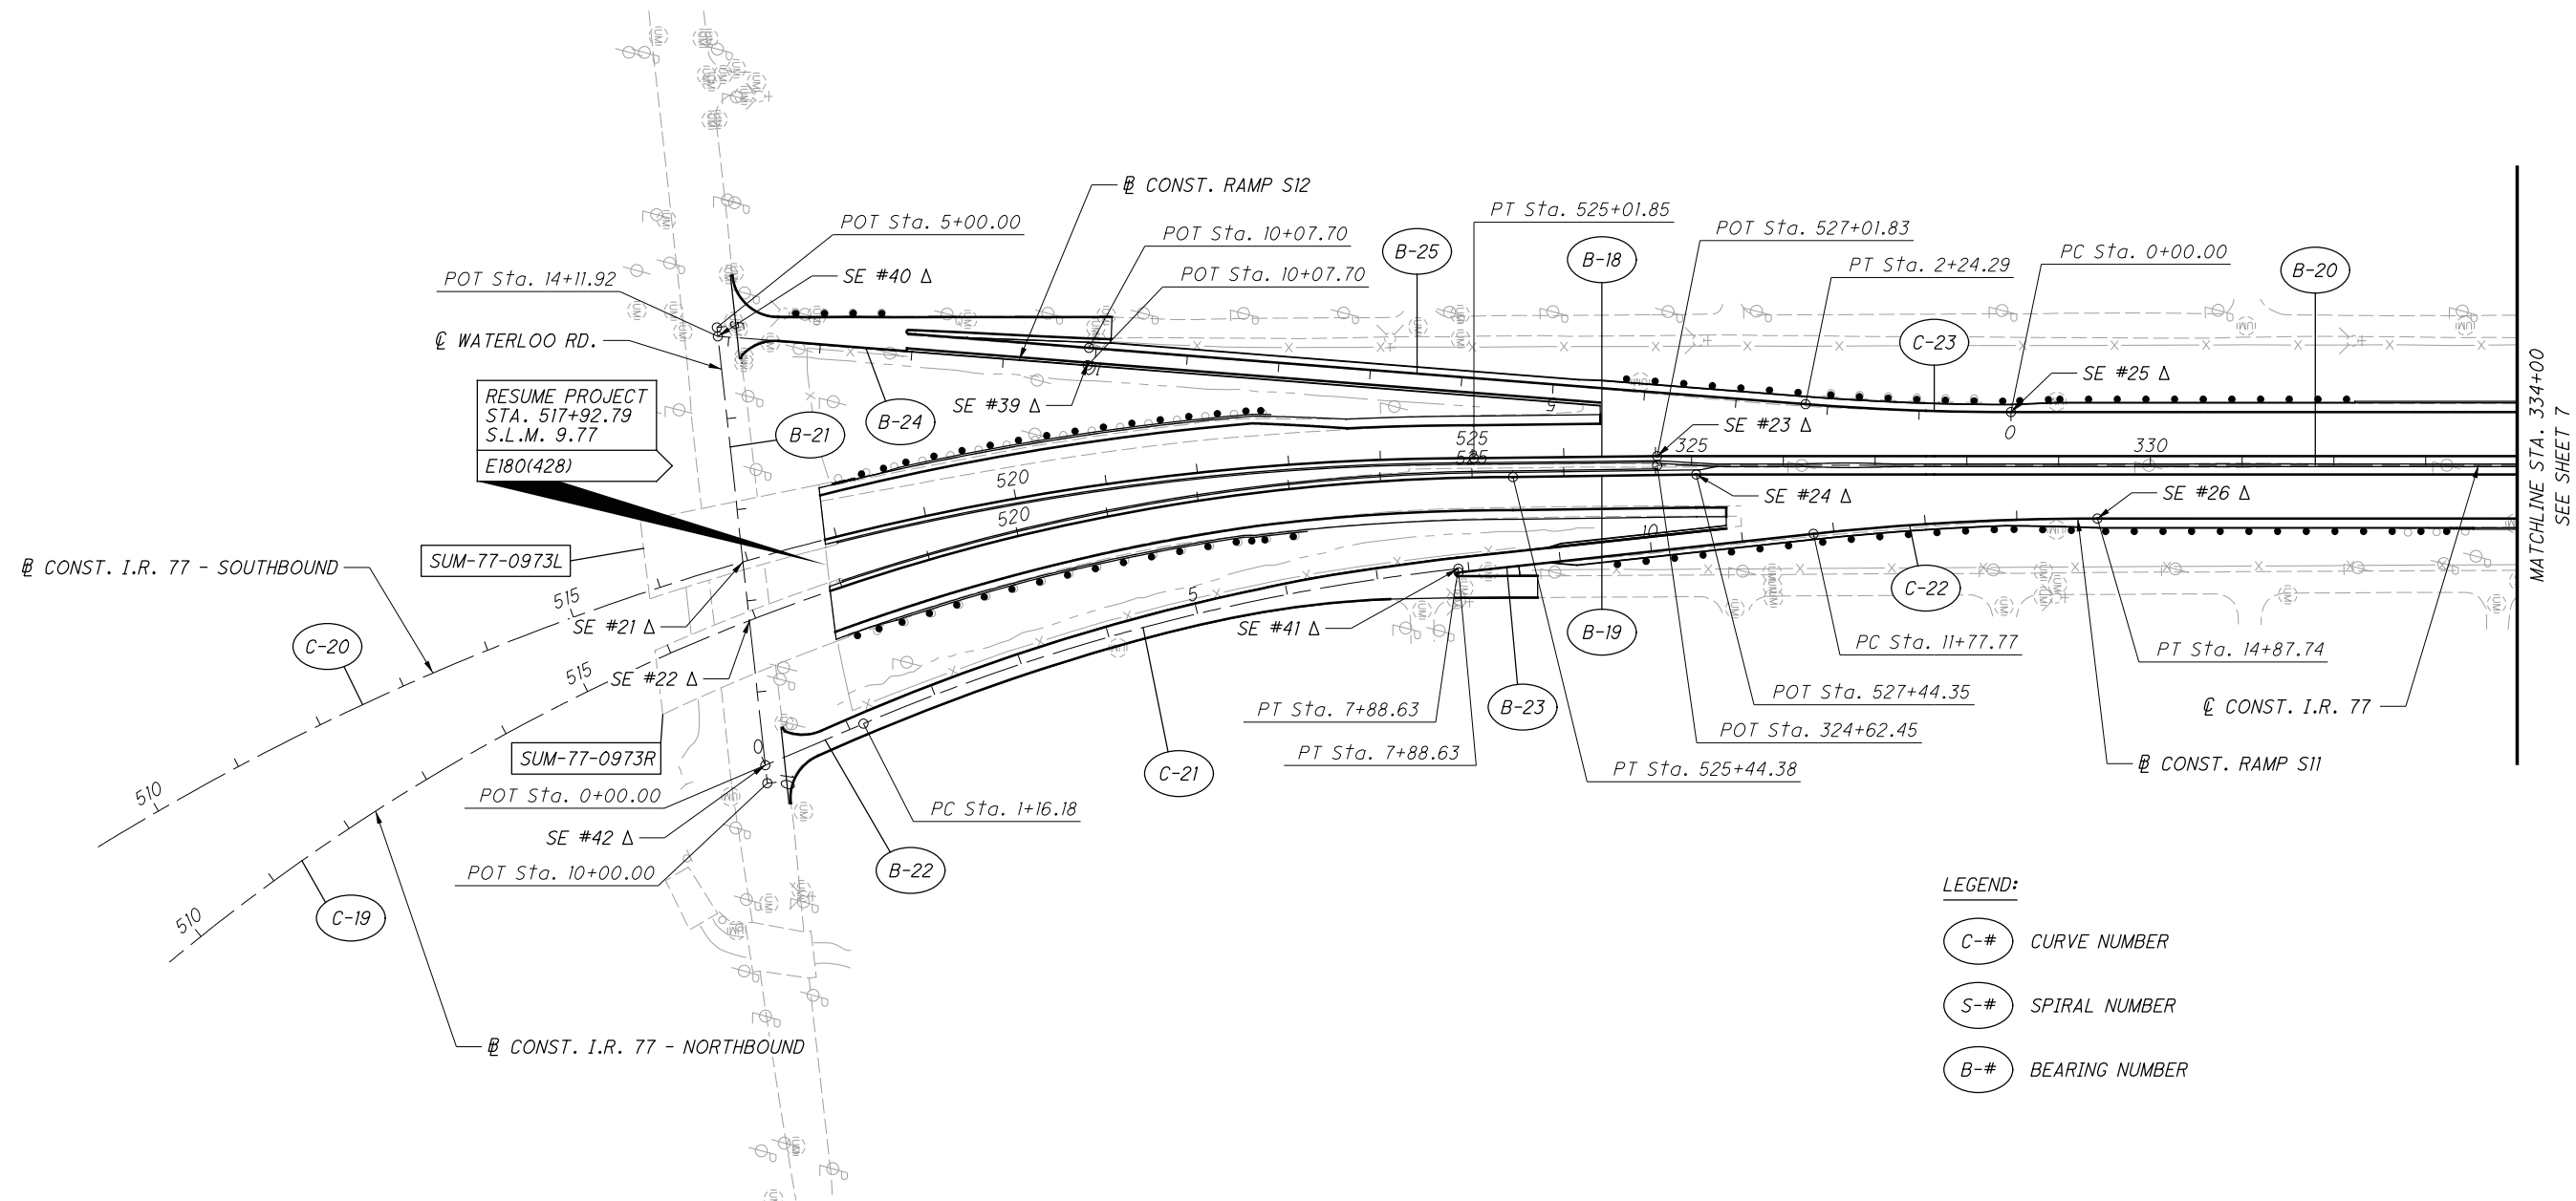 ℄ CONST. RAMP S12
POT Sta. 5+00.00
POT Sta. 10+07.70
POT Sta. 10+07.70
PT Sta. 525+01.85
POT Sta. 527+01.83
PT Sta. 2+24.29
PC Sta. 0+00.00
B-25
B-18
B-20
POT Sta. 14+11.92
SE #40 Δ
℄ WATERLOO RD.
C-23
SE #25 Δ
RESUME PROJECT
STA. 517+92.79
S.L.M. 9.77
E180(428)
SE #39 Δ
B-24
B-21
10
5
0
SE #23 Δ
525
525
325
330
520
520
SE #24 Δ
SE #26 Δ
MATCHLINE STA. 334+00
SEE SHEET 7
SUM-77-0973L
℄ CONST. I.R. 77 - SOUTHBOUND
515
SE #21 Δ
C-20
515
SE #22 Δ
5
10
SE #41 Δ
B-19
C-22
PC Sta. 11+77.77
PT Sta. 14+87.74
PT Sta. 7+88.63
PT Sta. 7+88.63
B-23
POT Sta. 527+44.35
POT Sta. 324+62.45
PT Sta. 525+44.38
℄ CONST. I.R. 77
℄ CONST. RAMP S11
SUM-77-0973R
0
10
C-21
POT Sta. 0+00.00
PC Sta. 1+16.18
510
SE #42 Δ
POT Sta. 10+00.00
B-22
510
C-19
℄ CONST. I.R. 77 - NORTHBOUND
LEGEND:
C-# CURVE NUMBER
S-# SPIRAL NUMBER
B-# BEARING NUMBER